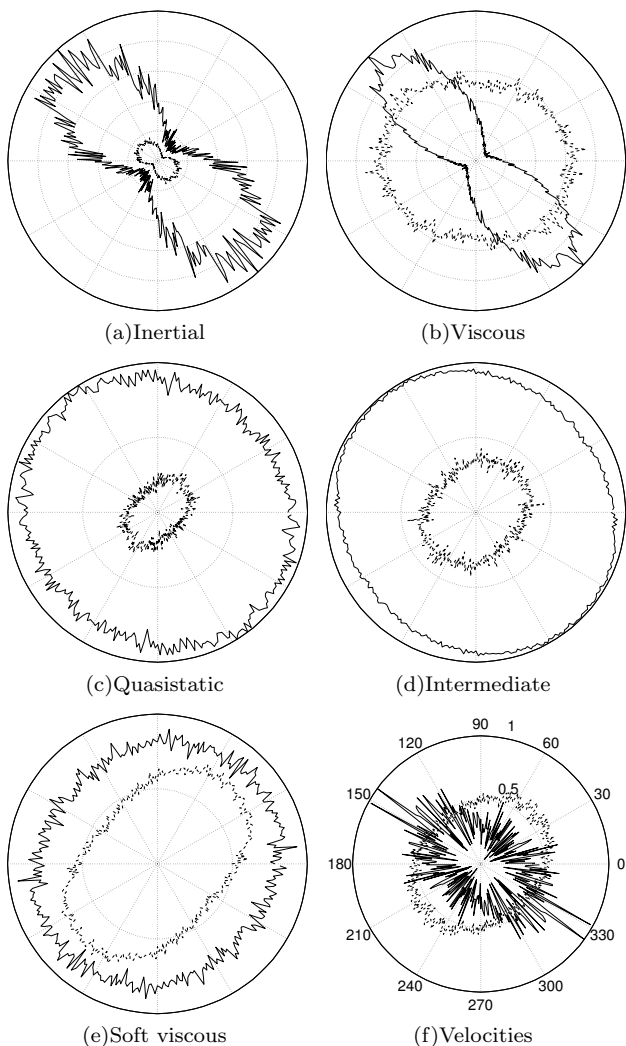 (a)Inertial
(b)Viscous
(c)Quasistatic
(d)Intermediate
90
1
120
60
0.5
150
30
180
0
210
330
240
300
270
(e)Soft viscous
(f)Velocities